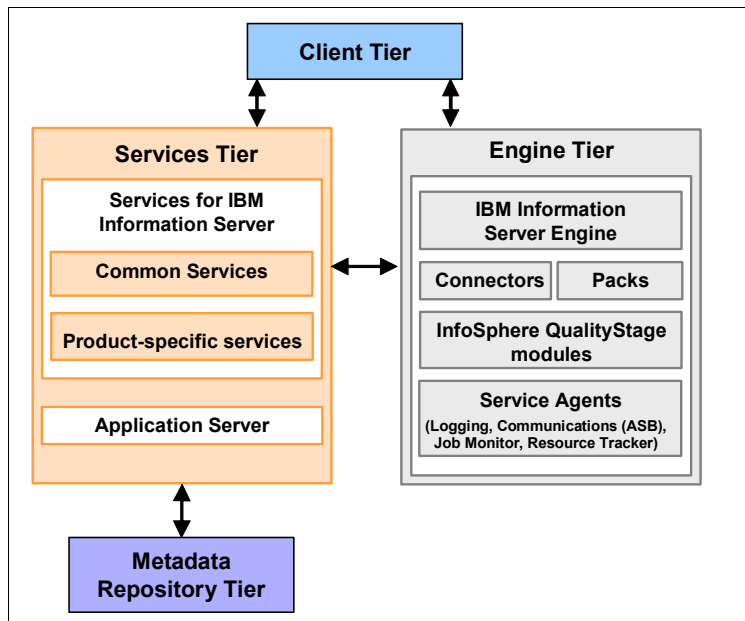 Client Tier
Services Tier
Services for IBM
Information Server
Common Services
Product-specific services
Application Server
Engine Tier
IBM Information
Server Engine
Connectors
Packs
InfoSphere QualityStage
modules
Service Agents
(Logging, Communications (ASB),
Job Monitor, Resource Tracker)
Metadata
Repository Tier